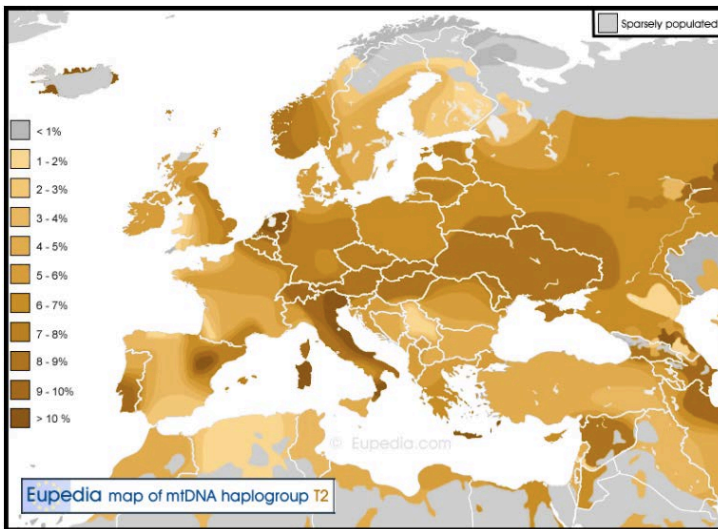 Sparsely populated
< 1%
1 - 2%
2 - 3%
3 - 4%
4 - 5%
5 - 6%
6 - 7%
7 - 8%
8 - 9%
9 - 10%
> 10 %
© Eupedia.com
Eupedia map of mtDNA haplogroup T2